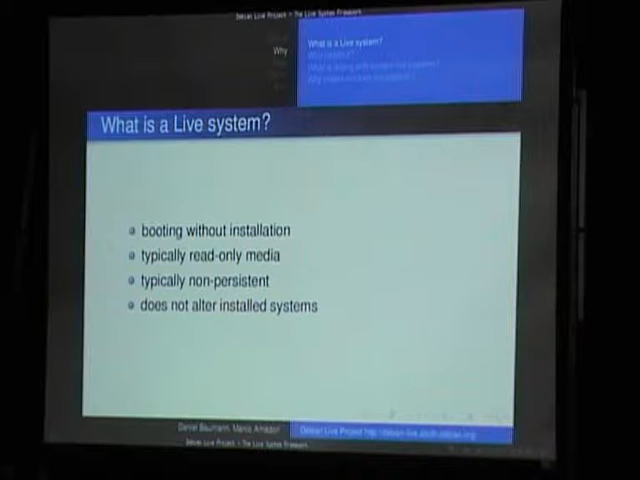 Debian Live Project - The Live System Framework
Why
What is a Live system?
What is a Live system?
booting without installation
typically read-only media
typically non-persistent
does not alter installed systems
Daniel Baumann, Marco Amadori
Debian Live Project http://debian-live.alioth.debian.org/
Debian Live Project - The Live System Framework